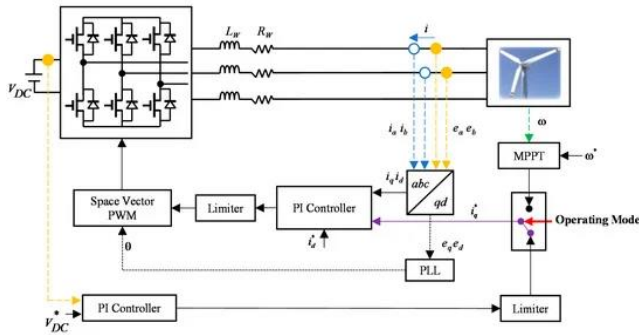 L_W R_W i
V_DC
ω
i_a i_b e_a e_b
MPPT ω*
i_q i_d abc
qd
Space Vector
PWM
Limiter
PI Controller
i_q*
Operating Mode
i_d*
θ
e_q e_d
PLL
V_DC*
PI Controller
Limiter